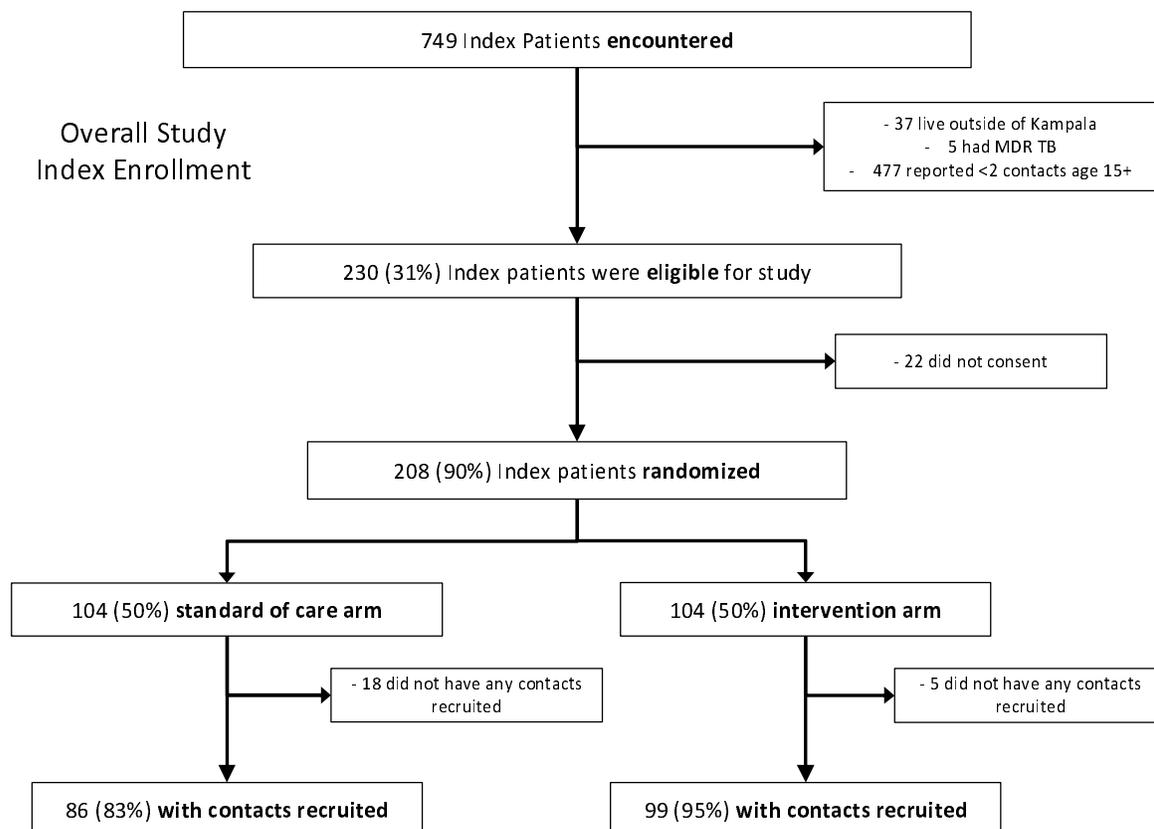 749 Index Patients encountered
Overall Study
Index Enrollment
- 37 live outside of Kampala
- 5 had MDR TB
- 477 reported <2 contacts age 15+
230 (31%) Index patients were eligible for study
- 22 did not consent
208 (90%) Index patients randomized
104 (50%) standard of care arm
104 (50%) intervention arm
- 18 did not have any contacts
recruited
- 5 did not have any contacts
recruited
86 (83%) with contacts recruited
99 (95%) with contacts recruited